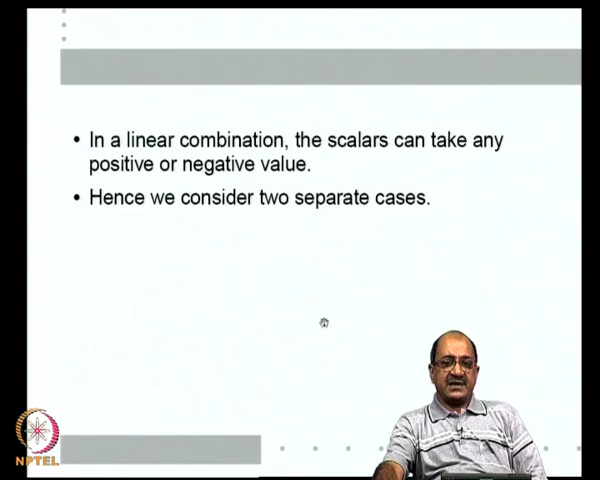 • In a linear combination, the scalars can take any
positive or negative value.
• Hence we consider two separate cases.
NPTEL